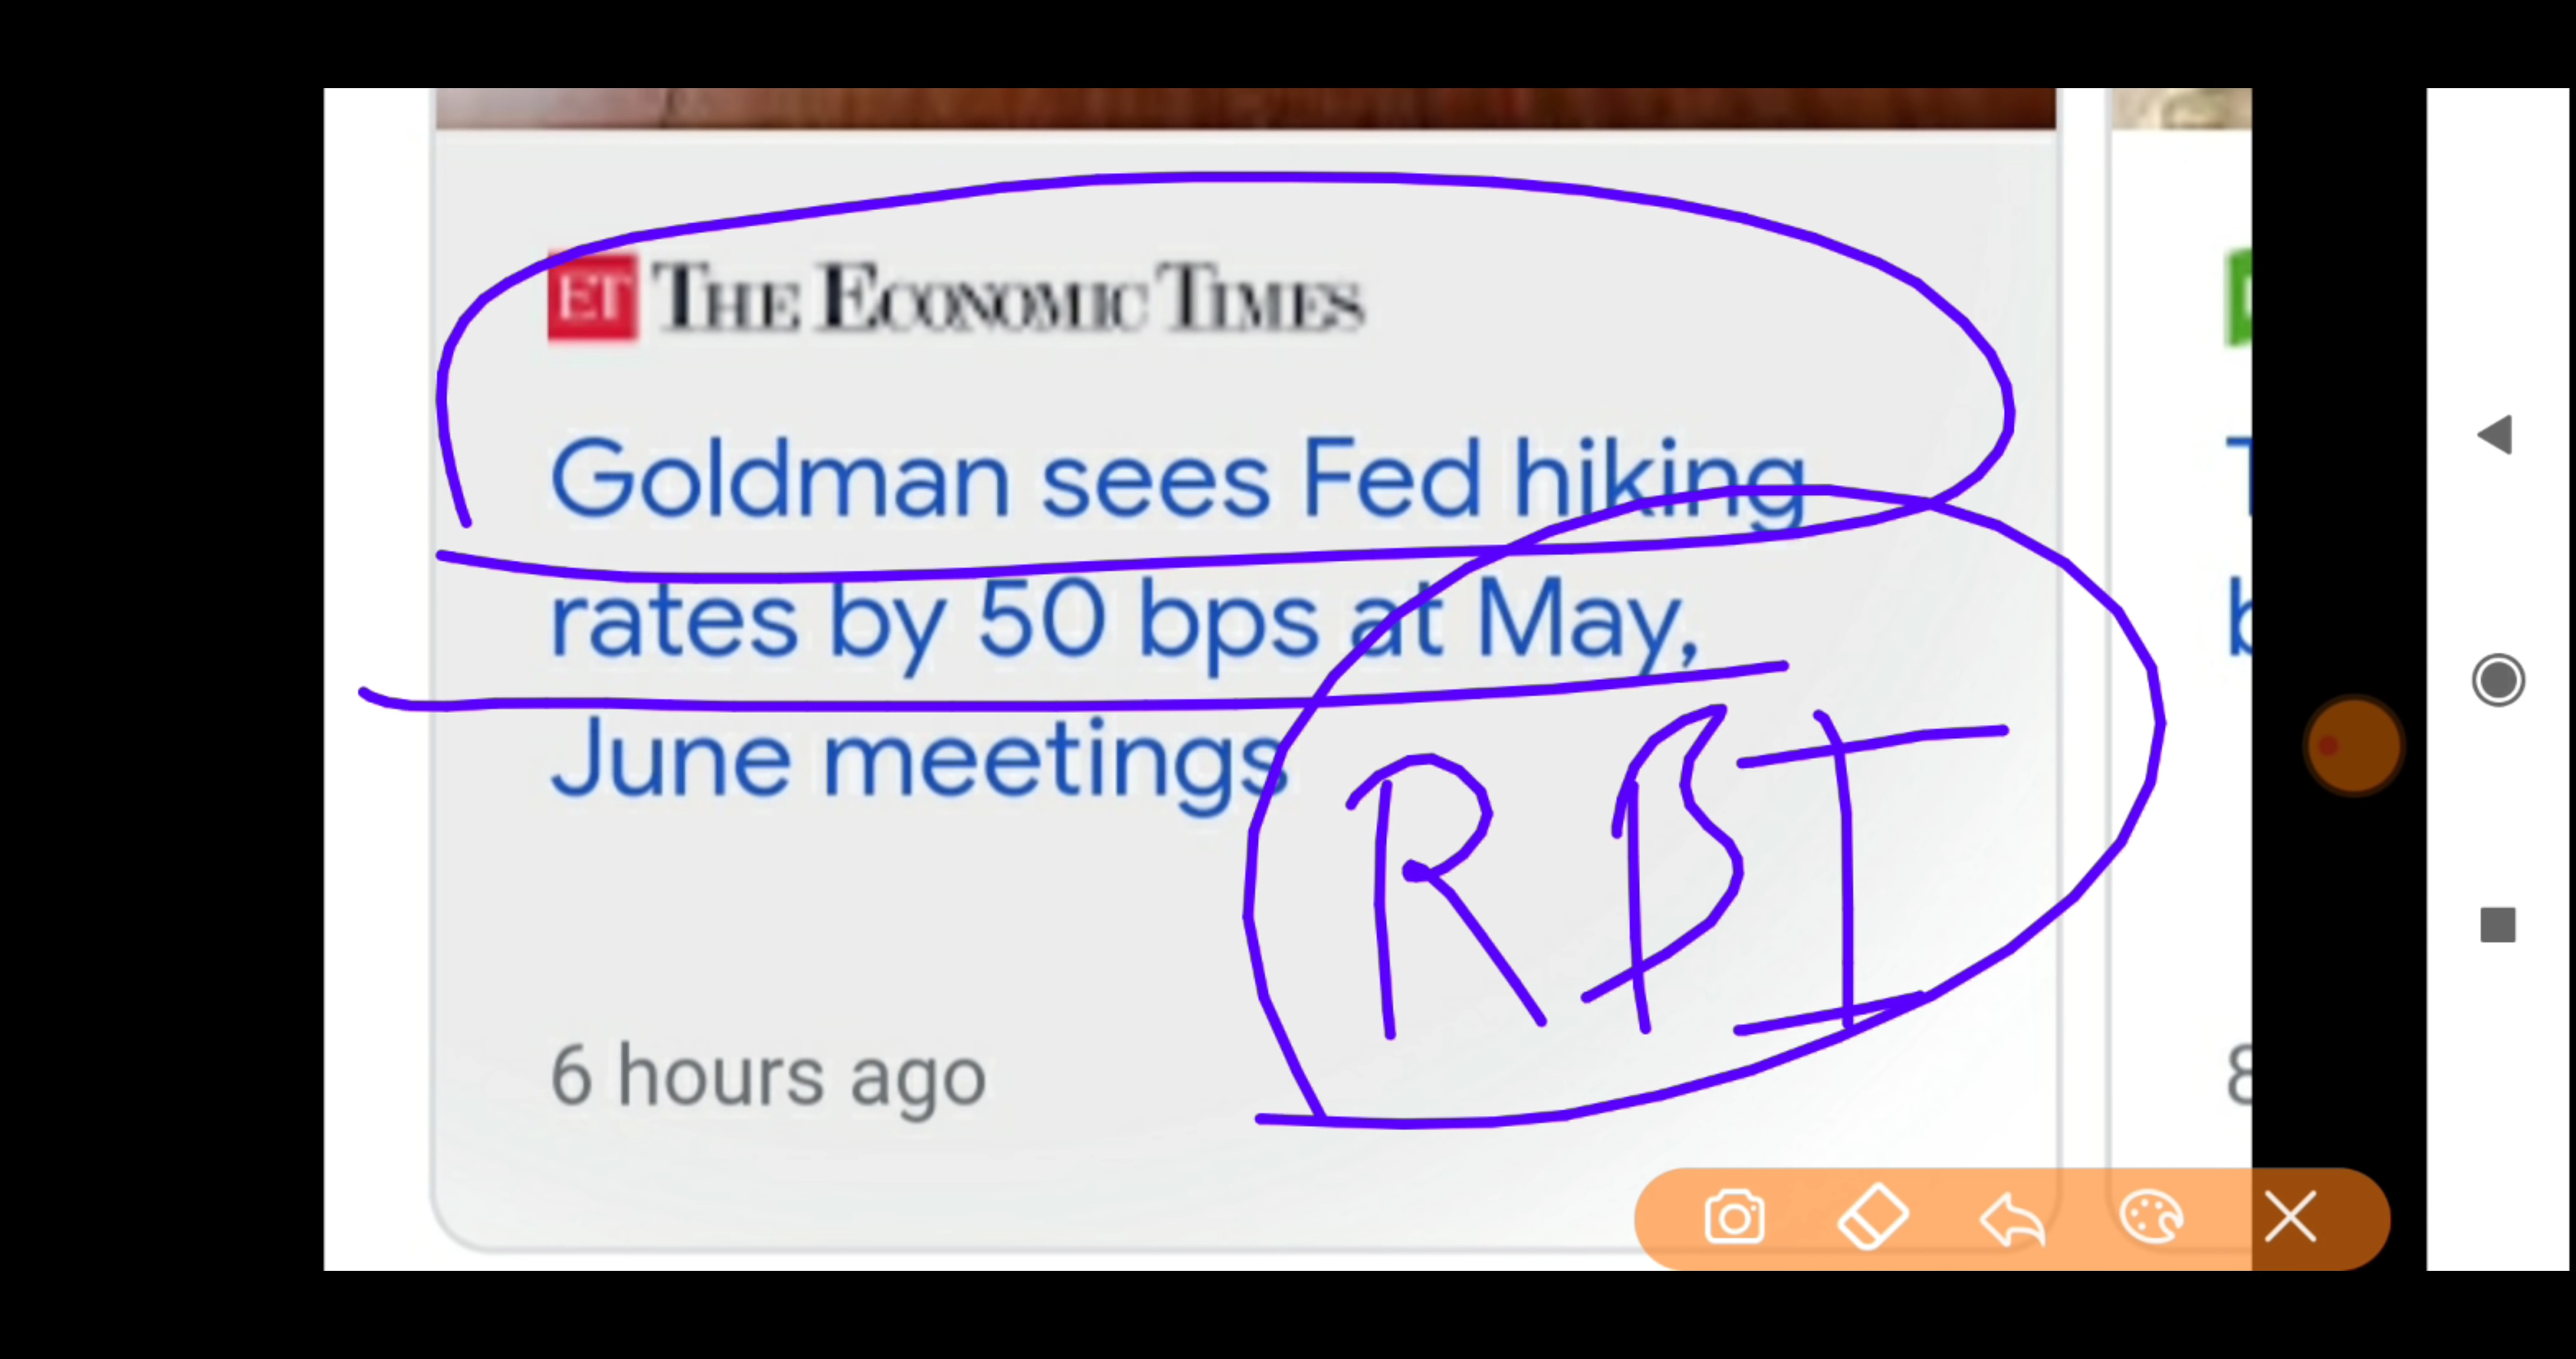 ET THE ECONOMIC TIMES
Goldman sees Fed hiking
rates by 50 bps at May,
June meetings
RBI
6 hours ago